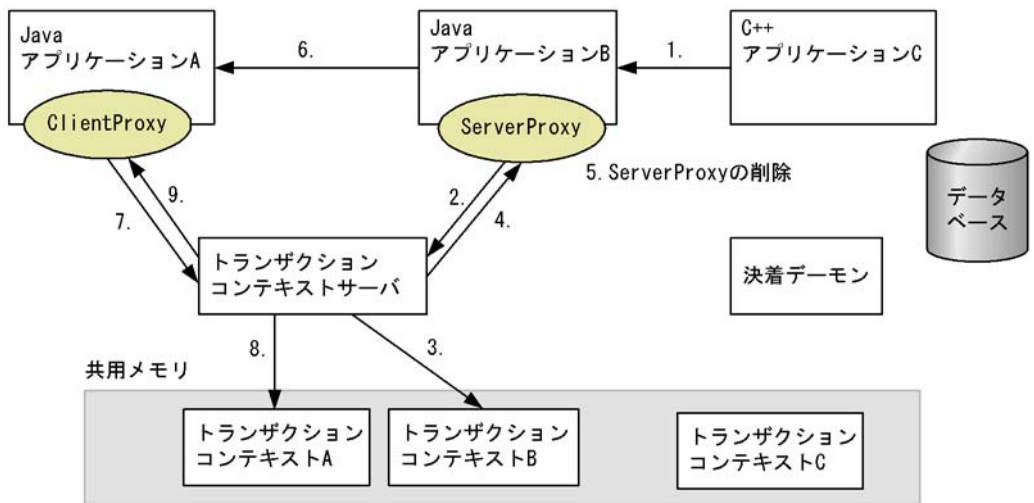 Java
アプリケーションA
6.
Java
アプリケーションB
1.
C++
アプリケーションC
ClientProxy
ServerProxy
5.ServerProxyの削除
データ
ベース
9.
7.
2.
4.
トランザクション
コンテキストサーバ
決着デーモン
8.
3.
共用メモリ
トランザクション
コンテキストA
トランザクション
コンテキストB
トランザクション
コンテキストC